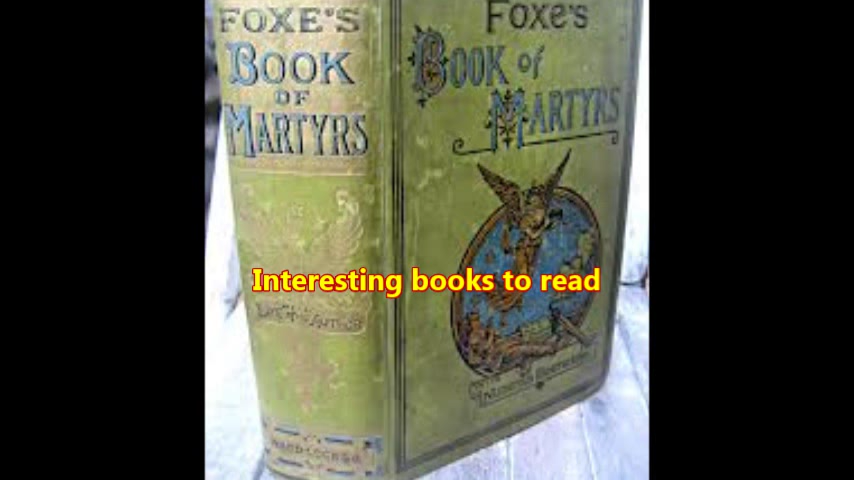 FOXE'S
BOOK
OF
MARTYRS
Foxe's
BOOK of
MARTYRS
Interesting books to read